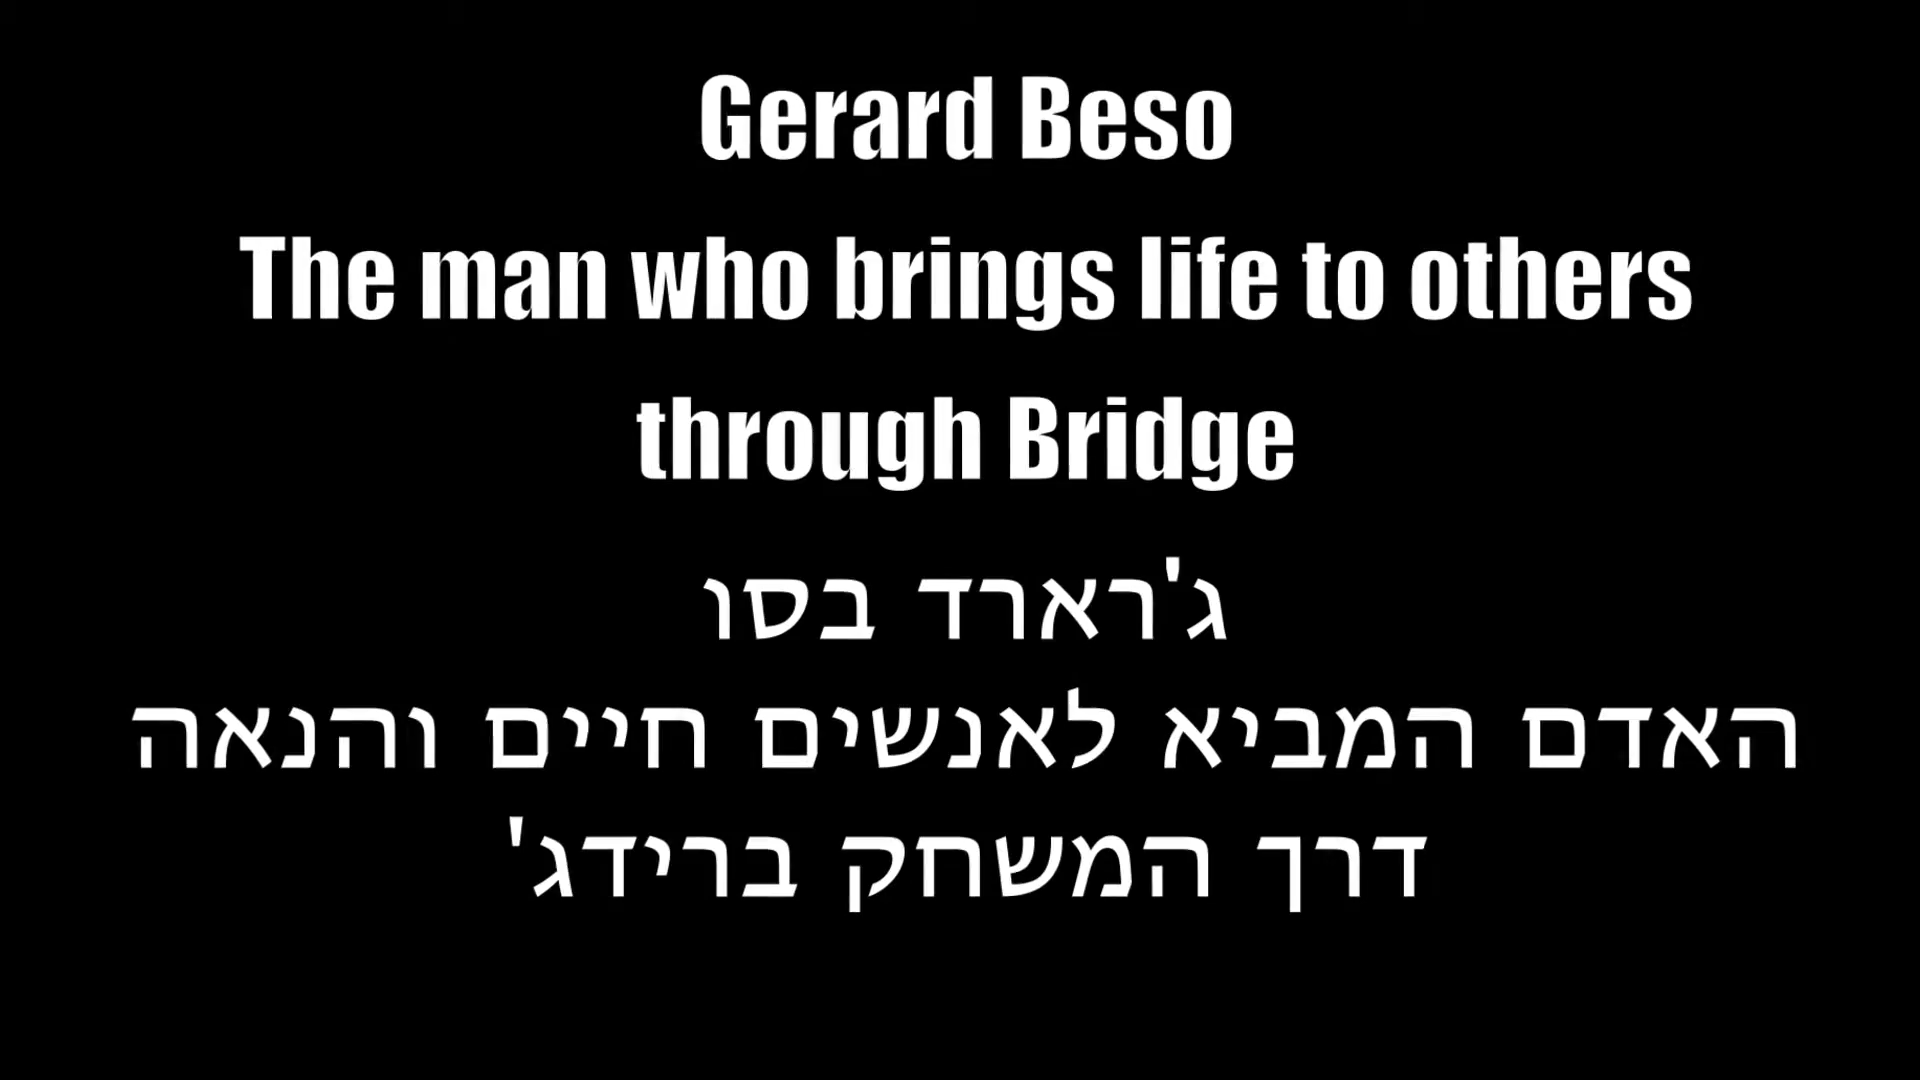 Gerard Beso
The man who brings life to others
through Bridge
ג'רארד בסו
האדם המביא לאנשים חיים והנאה
דרך המשחק ברידג'